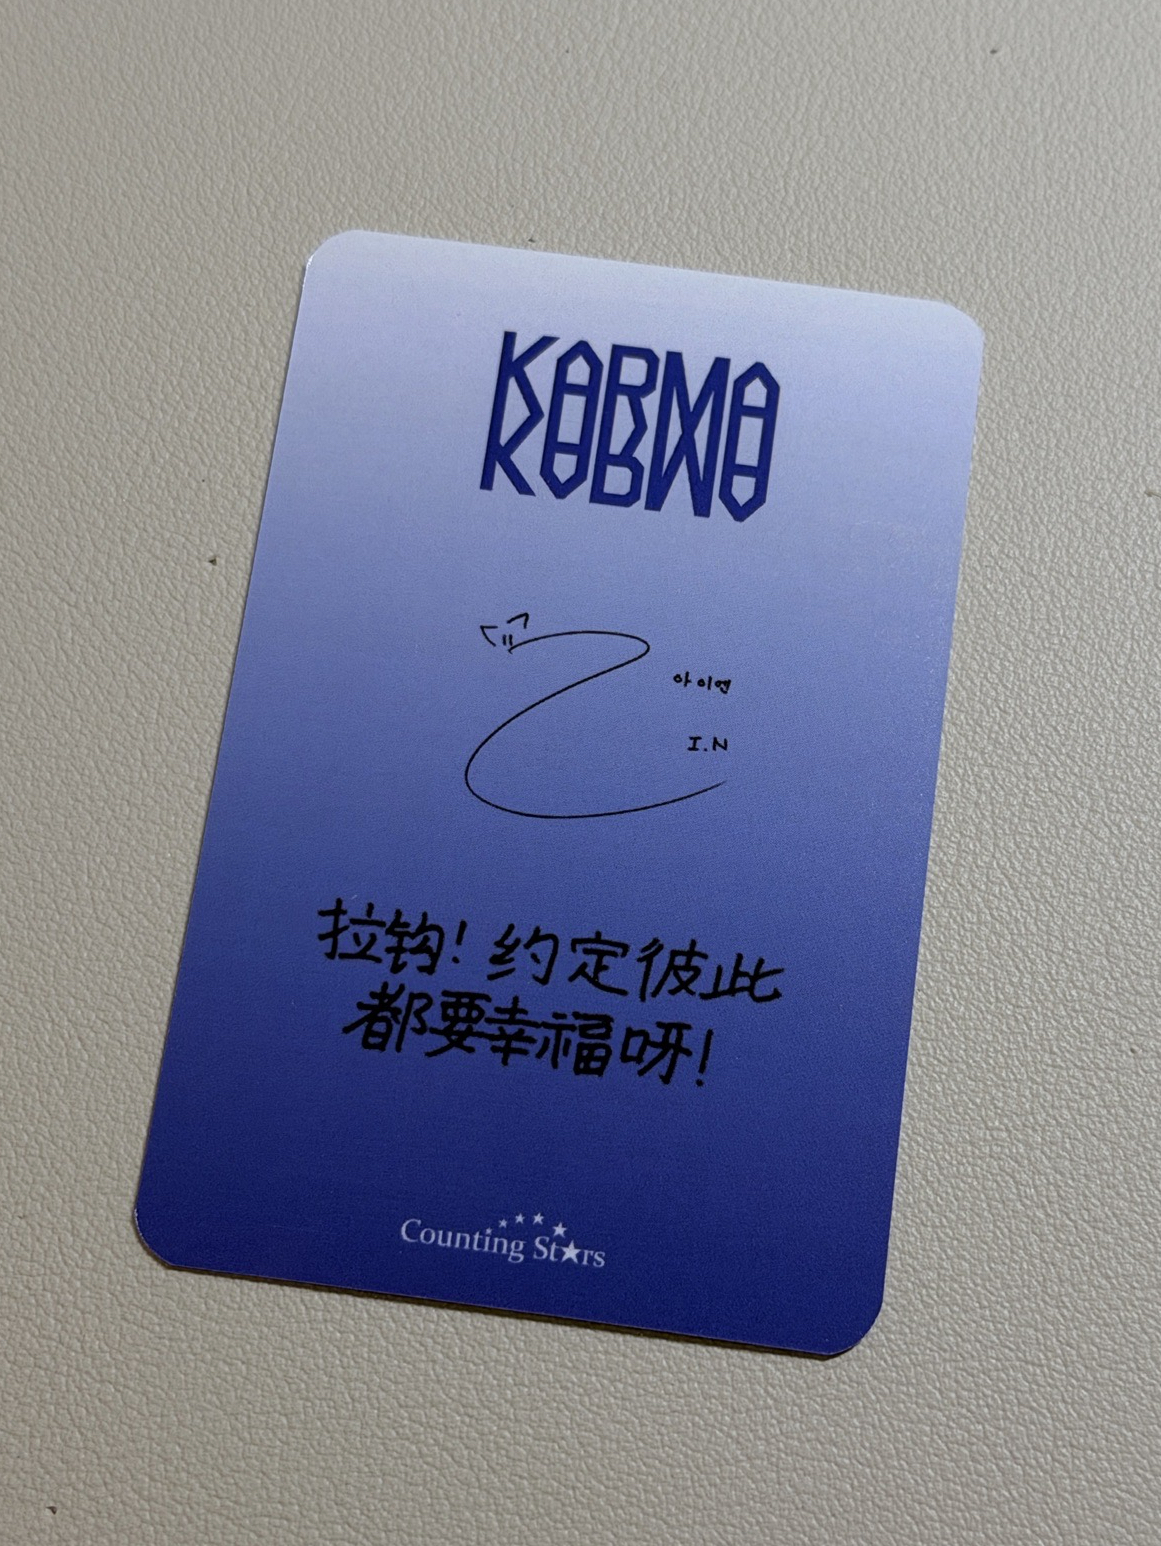 KARMA
아이엔
I.N
拉钩！约定彼此
都要幸福呀！
Counting Stars